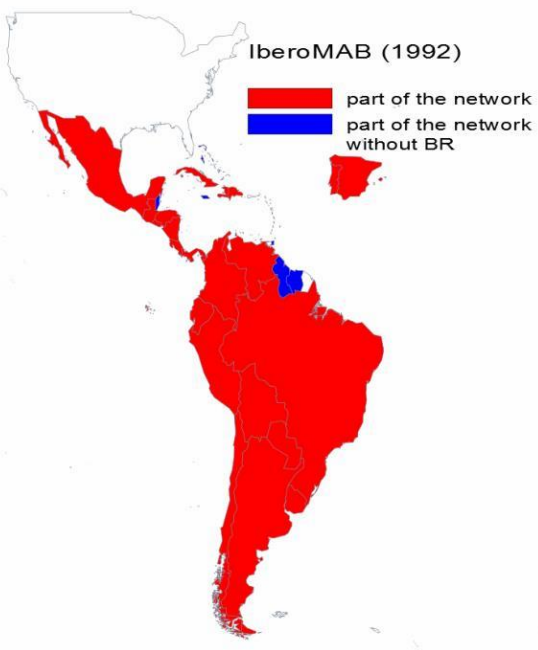 IberoMAB (1992)
part of the network
part of the network
without BR